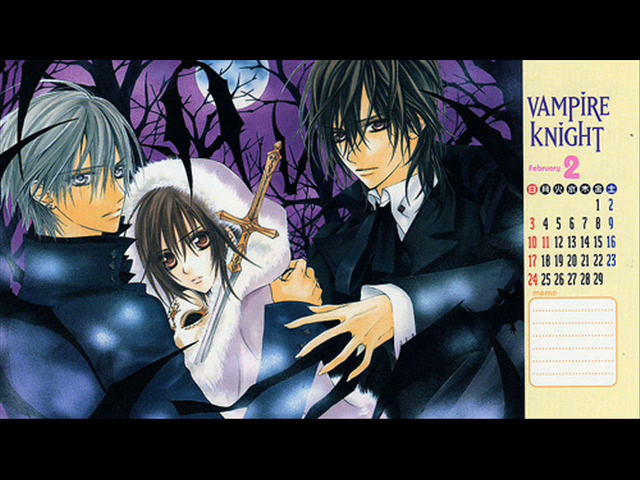 VAMPIRE
KNIGHT
February 2
日 月 火 水 木 金 土
1 2
3 4 5 6 7 8 9
10 11 12 13 14 15 16
17 18 19 20 21 22 23
24 25 26 27 28 29
memo